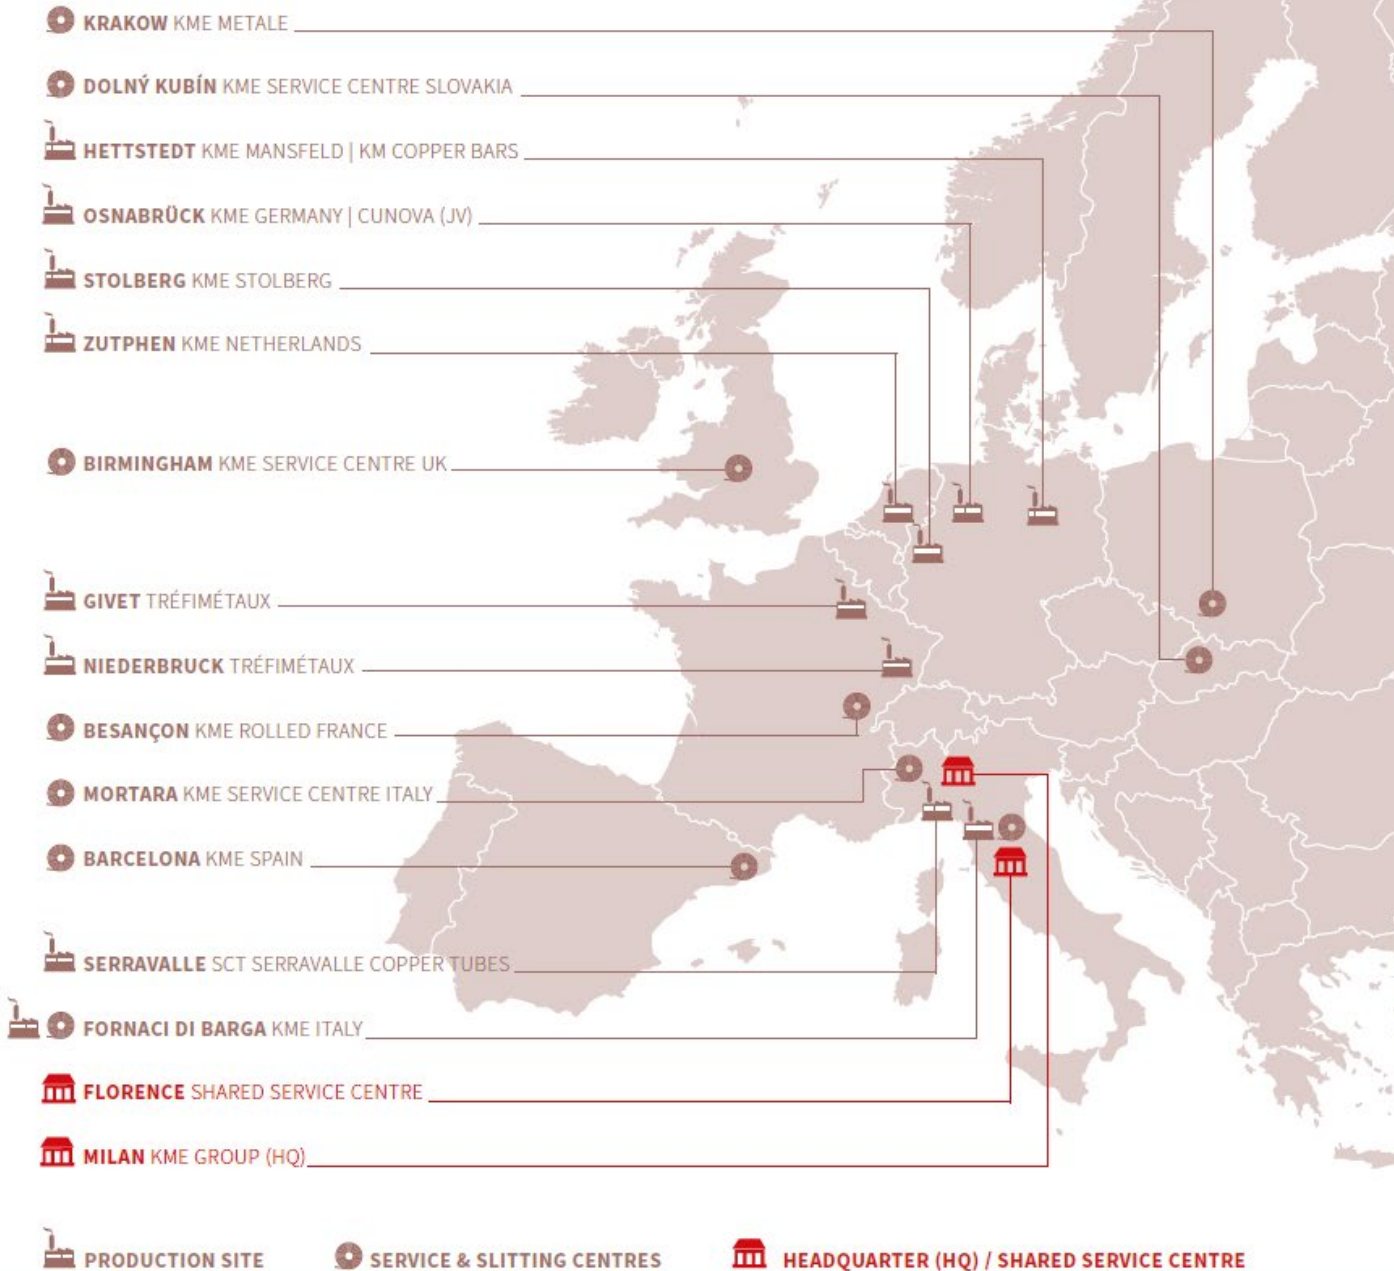 KRAKOW KME METALE
DOLNÝ KUBÍN KME SERVICE CENTRE SLOVAKIA
HETTSTEDT KME MANSFELD | KM COPPER BARS
OSNABRÜCK KME GERMANY | CUNOVA (JV)
STOLBERG KME STOLBERG
ZUTPHEN KME NETHERLANDS
BIRMINGHAM KME SERVICE CENTRE UK
GIVET TRÉFIMÉTAUX
NIEDERBRUCK TRÉFIMÉTAUX
BESANÇON KME ROLLED FRANCE
MORTARA KME SERVICE CENTRE ITALY
BARCELONA KME SPAIN
SERRAVALLE SCT SERRAVALLE COPPER TUBES
FORNACI DI BARGA KME ITALY
FLORENCE SHARED SERVICE CENTRE
MILAN KME GROUP (HQ)
PRODUCTION SITE SERVICE & SLITTING CENTRES HEADQUARTER (HQ) / SHARED SERVICE CENTRE